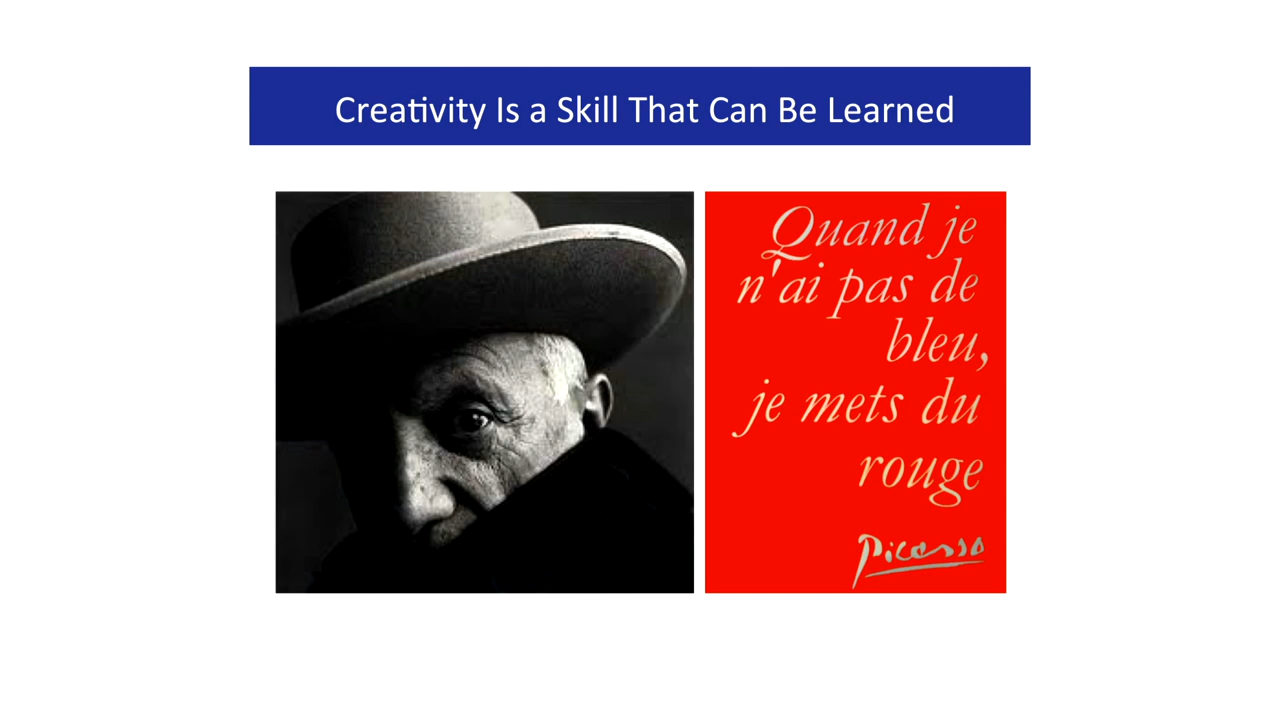 Creativity Is a Skill That Can Be Learned
Quand je
n'ai pas de
bleu,
je mets du
rouge
Picasso